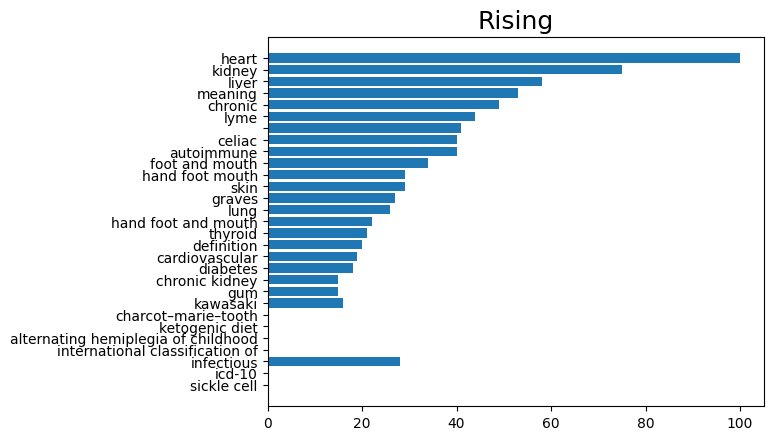 Rising
heart
kidney
liver
meaning
chronic
lyme
celiac
autoimmune
foot and mouth
hand foot mouth
skin
graves
lung
hand foot and mouth
thyroid
definition
cardiovascular
diabetes
chronic kidney
gum
kawasaki
charcot–marie–tooth
ketogenic diet
alternating hemiplegia of childhood
international classification of
infectious
icd-10
sickle cell
0 20 40 60 80 100